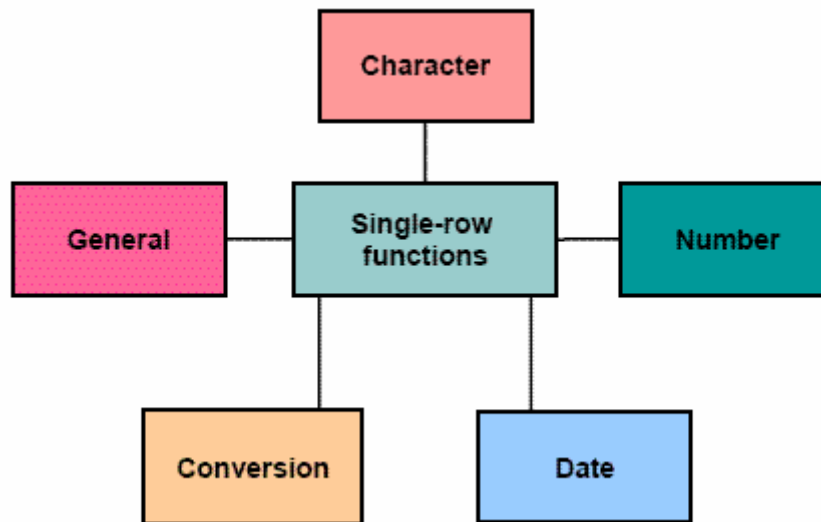 Character
General
Single-row
functions
Number
Conversion
Date